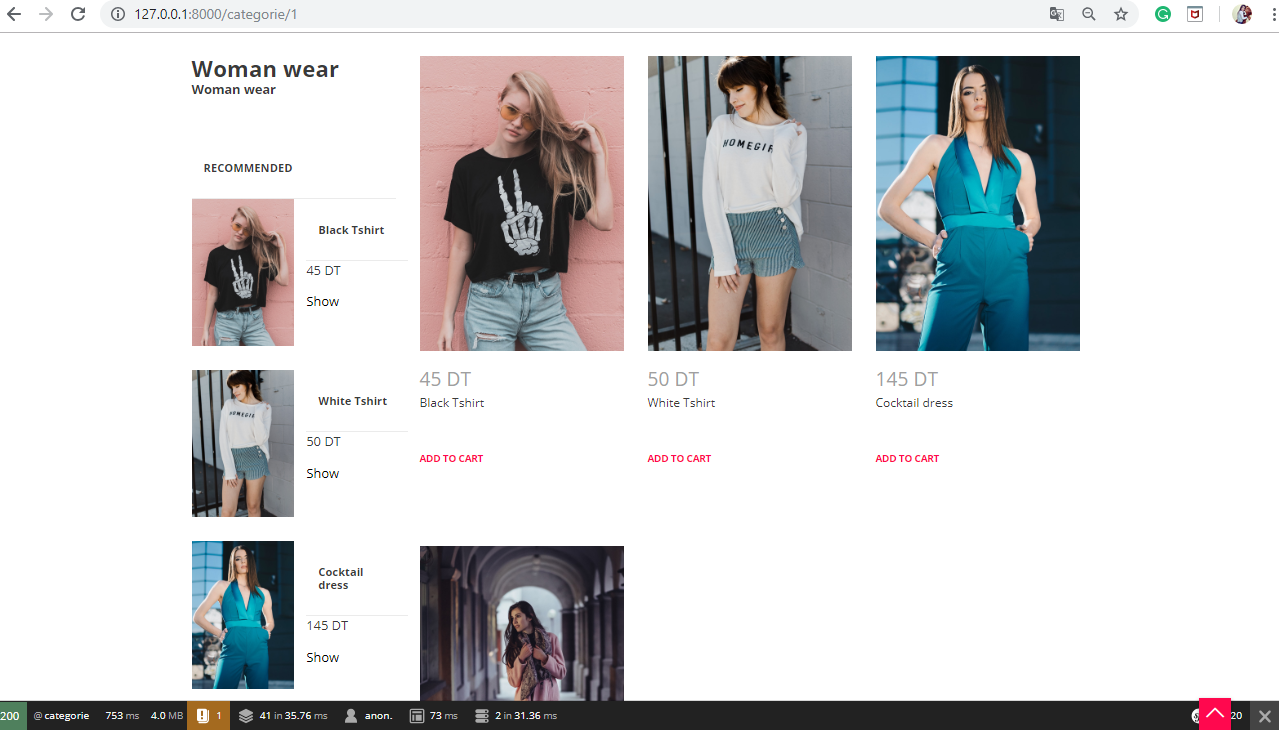 127.0.0.1:8000/categorie/1
Woman wear
Woman wear
RECOMMENDED
Black Tshirt
45 DT
Show
White Tshirt
50 DT
Show
Cocktail
dress
145 DT
Show
45 DT
Black Tshirt
ADD TO CART
50 DT
White Tshirt
HOMEGIRL
ADD TO CART
145 DT
Cocktail dress
ADD TO CART
200 @ categorie 753 ms 4.0 MB 1 41 in 35.76 ms anon. 73 ms 2 in 31.36 ms 20